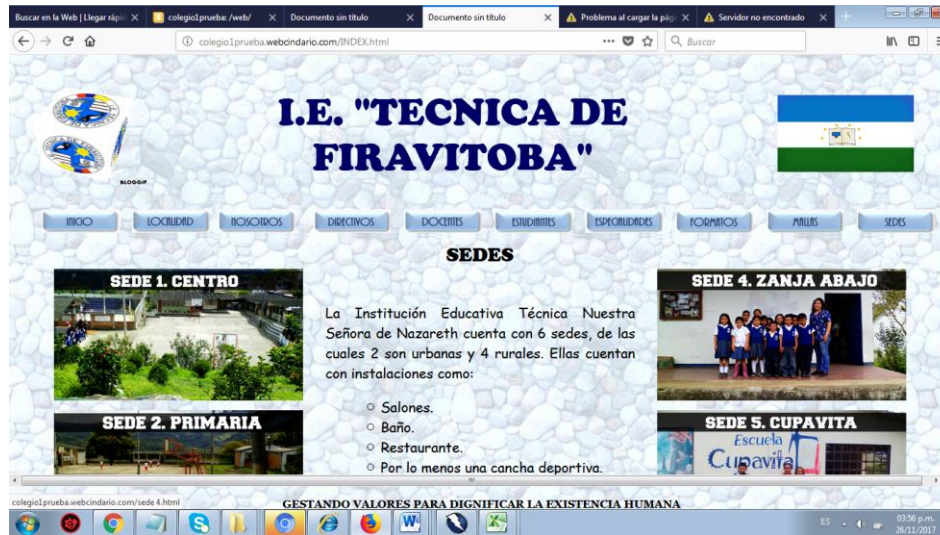 Buscar en la Web | Llegar rápic
colegio1prueba: /web/
Documento sin título
Documento sin título
Problema al cargar la pági
Servidor no encontrado
colegio1prueba.webcindario.com/INDEX.html
Buscar
I.E. "TECNICA DE
FIRAVITOBA"
BLOGGIF
INICIO
LOCALIDAD
NOSOTROS
DIRECTIVOS
DOCENTES
ESTUDIANTES
ESPECIALIDADES
FORMATOS
MALLAS
SEDES
SEDES
SEDE 1. CENTRO
SEDE 2. PRIMARIA
La Institución Educativa Técnica Nuestra
Señora de Nazareth cuenta con 6 sedes, de las
cuales 2 son urbanas y 4 rurales. Ellas cuentan
con instalaciones como:
Salones.
Baño.
Restaurante.
Por lo menos una cancha deportiva.
SEDE 4. ZANJA ABAJO
SEDE 5. CUPAVITA
Escuela
Cupavita
colegio1prueba.webcindario.com/sede 4.html
GESTANDO VALORES PARA DIGNIFICAR LA EXISTENCIA HUMANA
ES
03:56 p.m.
26/11/2017